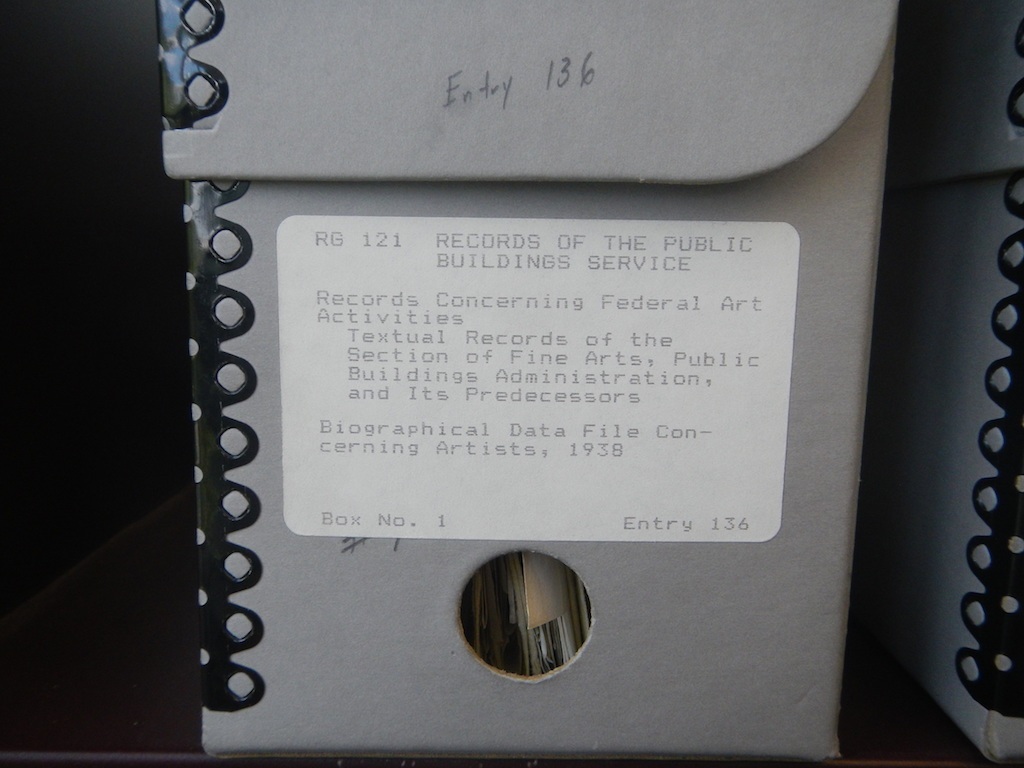 Entry 136
RG 121 RECORDS OF THE PUBLIC
BUILDINGS SERVICE
Records Concerning Federal Art
Activities
Textual Records of the
Section of Fine Arts, Public
Buildings Administration,
and Its Predecessors
Biographical Data File Con-
cerning Artists, 1938
Box No. 1 Entry 136
# 1